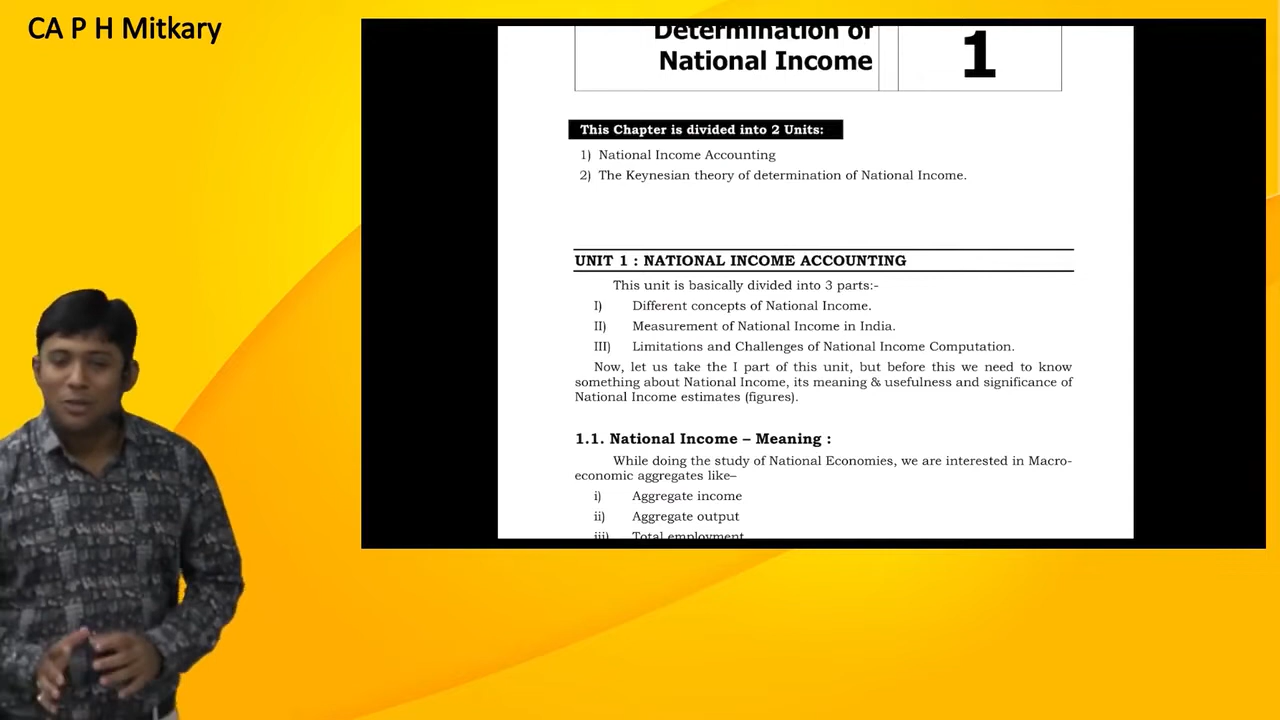 CA P H Mitkary
Determination of
National Income
1
This Chapter is divided into 2 Units:
1) National Income Accounting
2) The Keynesian theory of determination of National Income.
UNIT 1 : NATIONAL INCOME ACCOUNTING
This unit is basically divided into 3 parts:-
I) Different concepts of National Income.
II) Measurement of National Income in India.
III) Limitations and Challenges of National Income Computation.
Now, let us take the I part of this unit, but before this we need to know
something about National Income, its meaning & usefulness and significance of
National Income estimates (figures).
1.1. National Income – Meaning :
While doing the study of National Economies, we are interested in Macro-
economic aggregates like–
i) Aggregate income
ii) Aggregate output
iii) Total employment